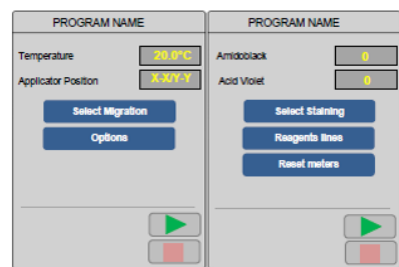 PROGRAM NAME
Temperature 20.0°C
Applicator Position X-X/Y-Y
Select Migration
Options
PROGRAM NAME
Amidoblack 0
Acid Violet 0
Select Staining
Reagents lines
Reset meters